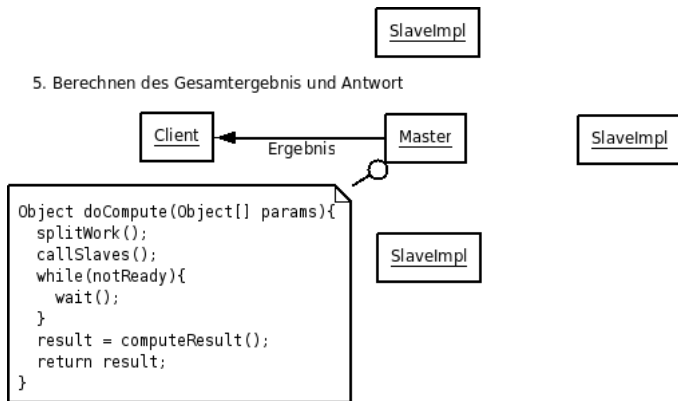 SlaveImpl
5. Berechnen des Gesamtergebnis und Antwort
Client
Ergebnis
Master
SlaveImpl
Object doCompute(Object[] params){
  splitWork();
  callSlaves();
  while(notReady){
    wait();
  }
  result = computeResult();
  return result;
}
SlaveImpl